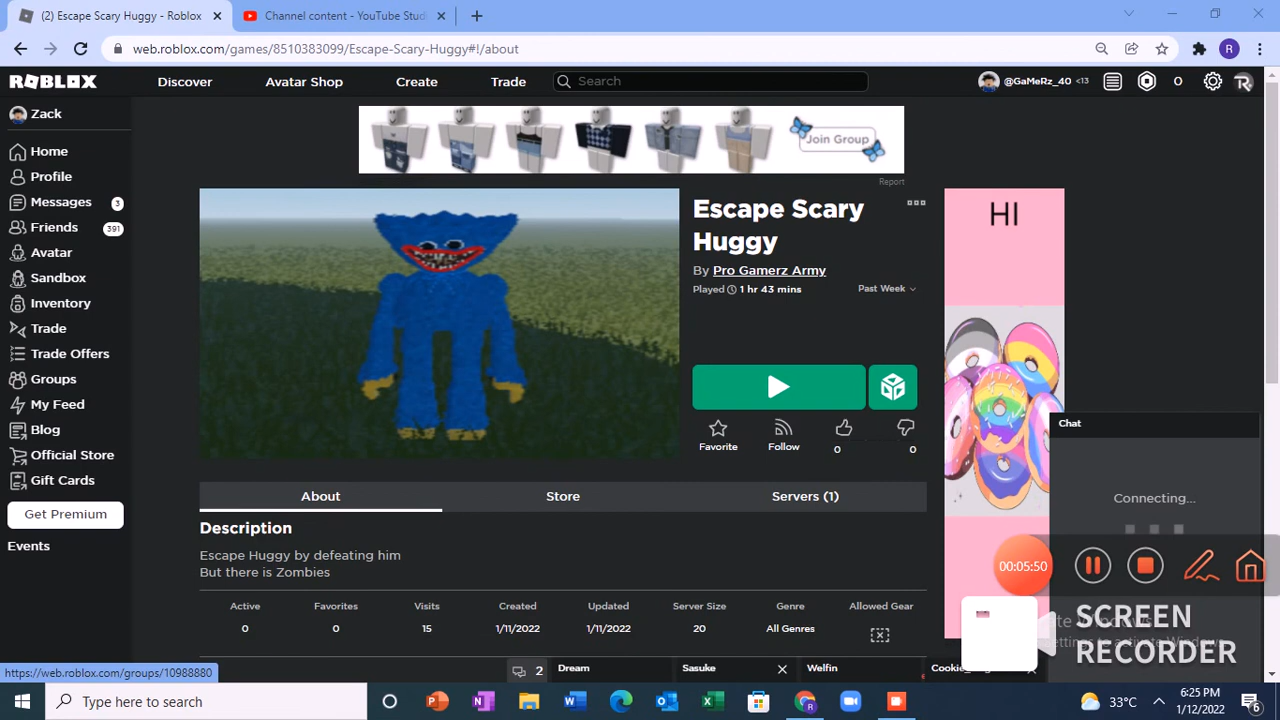 (2) Escape Scary Huggy - Roblox
Channel content - YouTube Stud
web.roblox.com/games/8510383099/Escape-Scary-Huggy#!/about
R
ROBLOX
Discover
Avatar Shop
Create
Trade
Search
@GaMeRz_40 <13
0
Zack
Home
Profile
Messages
3
391
Avatar
Sandbox
Inventory
Trade
Trade Offers
Groups
My Feed
Blog
Official Store
Gift Cards
Get Premium
Events
Join Group
Report
Escape Scary
Huggy
By Pro Gamerz Army
Played 1 hr 43 mins
Past Week
Favorite
Follow
0
0
HI
About
Store
Servers (1)
Description
Escape Huggy by defeating him
But there is Zombies
Active
Favorites
Visits
Created
Updated
Server Size
Genre
Allowed Gear
0
0
15
1/11/2022
1/11/2022
20
All Genres
Chat
Connecting...
00:05:50
SCREEN
RECORDER
settings to activate Windows.
https://web.roblox.com/groups/10988880
2
Dream
Sasuke
Welfin
Type here to search
33°C
6:25 PM
1/12/2022
6